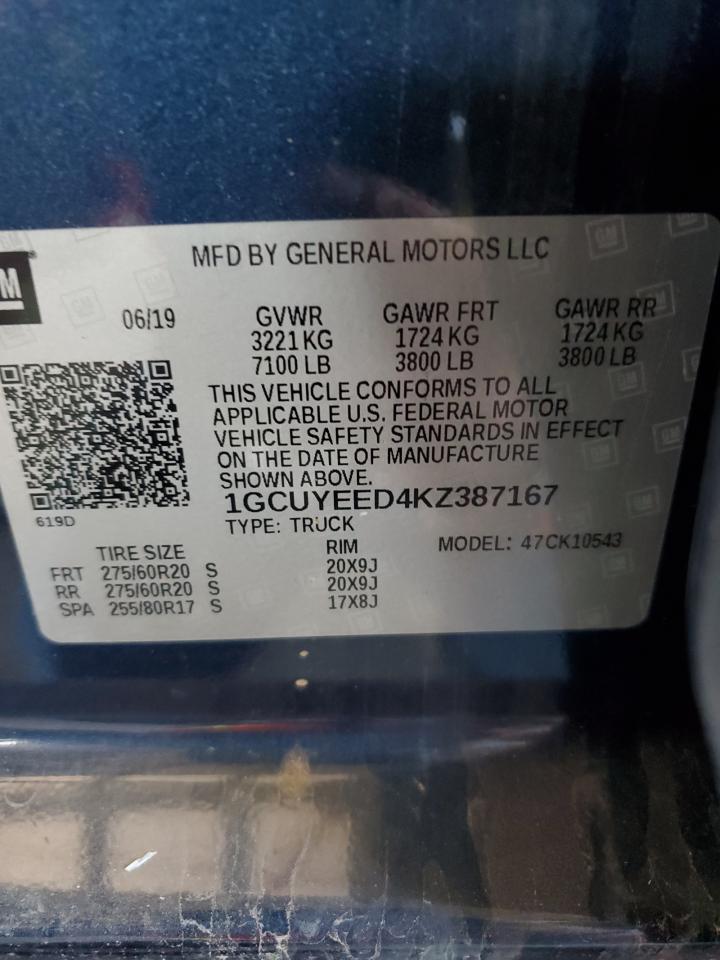 MFD BY GENERAL MOTORS LLC
GM
06/19 GVWR GAWR FRT GAWR RR
3221 KG 1724 KG 1724 KG
7100 LB 3800 LB 3800 LB
THIS VEHICLE CONFORMS TO ALL
APPLICABLE U.S. FEDERAL MOTOR
VEHICLE SAFETY STANDARDS IN EFFECT
ON THE DATE OF MANUFACTURE
SHOWN ABOVE.
1GCUYEED4KZ387167
619D
TYPE: TRUCK
TIRE SIZE RIM MODEL: 47CK10543
FRT 275/60R20 S 20X9J
RR 275/60R20 S 20X9J
SPA 255/80R17 S 17X8J